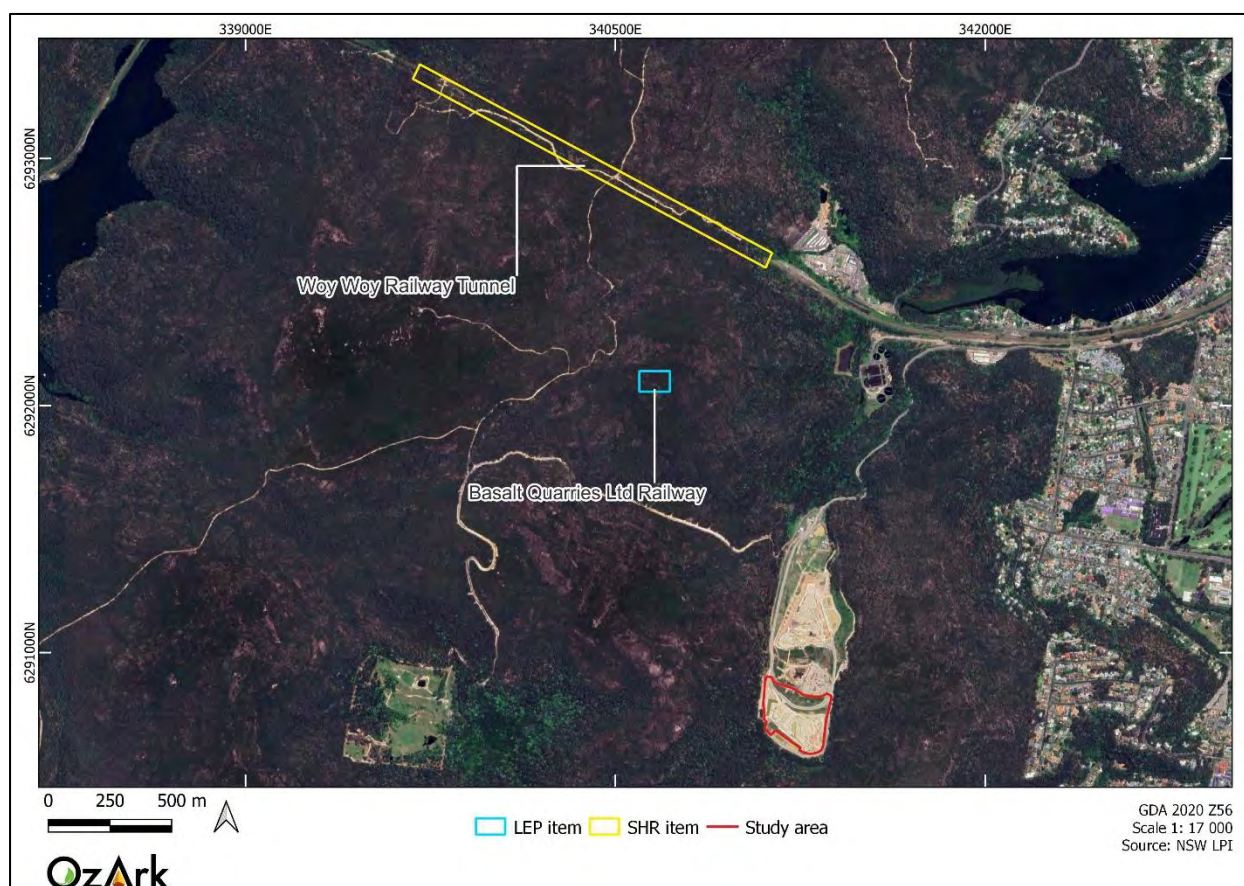 339000E 340500E 342000E
6293000N
Woy Woy Railway Tunnel
6292000N
Basalt Quarries Ltd Railway
6291000N
0 250 500 m
LEP item SHR item Study area
GDA 2020 Z56
Scale 1: 17 000
Source: NSW LPI
OzArk